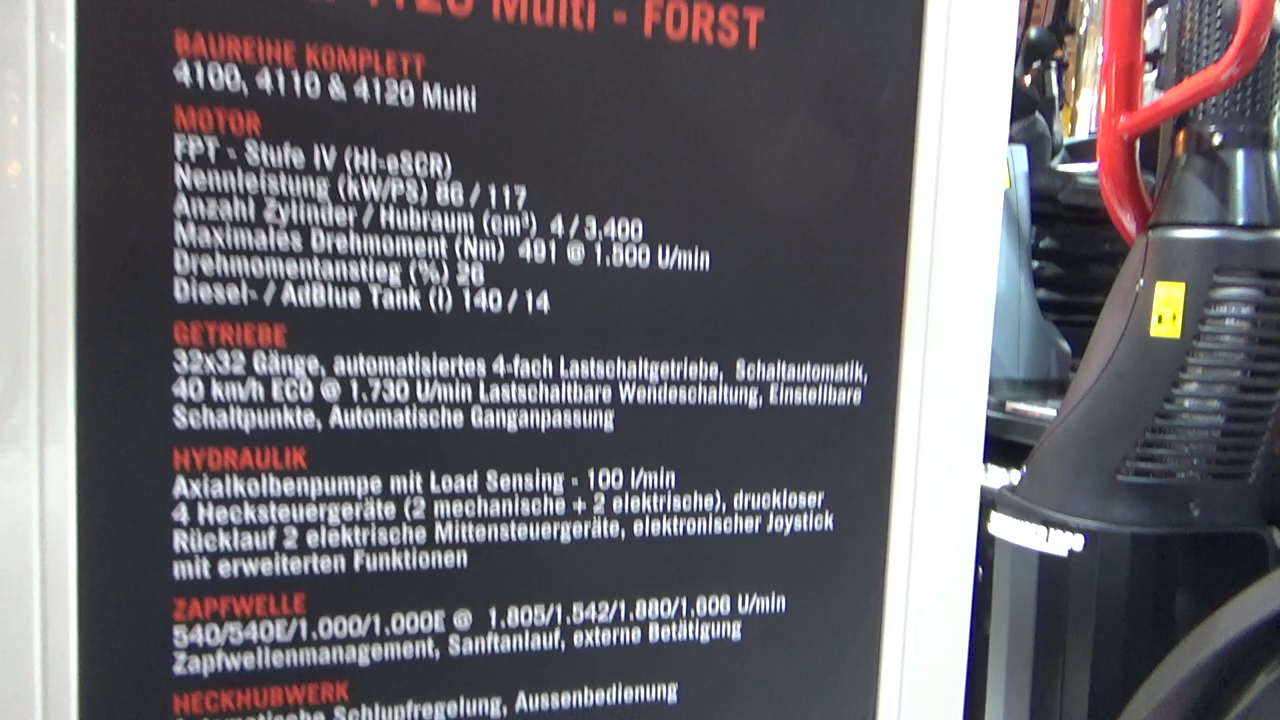 4120 Multi - FORST
BAUREIHE KOMPLETT
4100, 4110 & 4120 Multi
MOTOR
FPT - Stufe IV (HI-eSCR)
Nennleistung (kW/PS) 86 / 117
Anzahl Zylinder / Hubraum (cm³) 4 / 3,400
Maximales Drehmoment (Nm) 491 @ 1.500 U/min
Drehmomentanstieg (%) 26
Diesel- / AdBlue Tank (l) 140 / 14
GETRIEBE
32x32 Gänge, automatisiertes 4-fach Lastschaltgetriebe, Schaltautomatik,
40 km/h ECO @ 1.730 U/min Lastschaltbare Wendeschaltung, Einstellbare
Schaltpunkte, Automatische Ganganpassung
HYDRAULIK
Axialkolbenpumpe mit Load Sensing - 100 l/min
4 Hecksteuergeräte (2 mechanische + 2 elektrische), druckloser
Rücklauf 2 elektrische Mittensteuergeräte, elektronischer Joystick
mit erweiterten Funktionen
ZAPFWELLE
540/540E/1.000/1.000E @ 1.805/1.542/1.880/1.606 U/min
Zapfwellenmanagement, Sanftanlauf, externe Betätigung
HECKHUBWERK
Automatische Schlupfregelung, Aussenbedienung